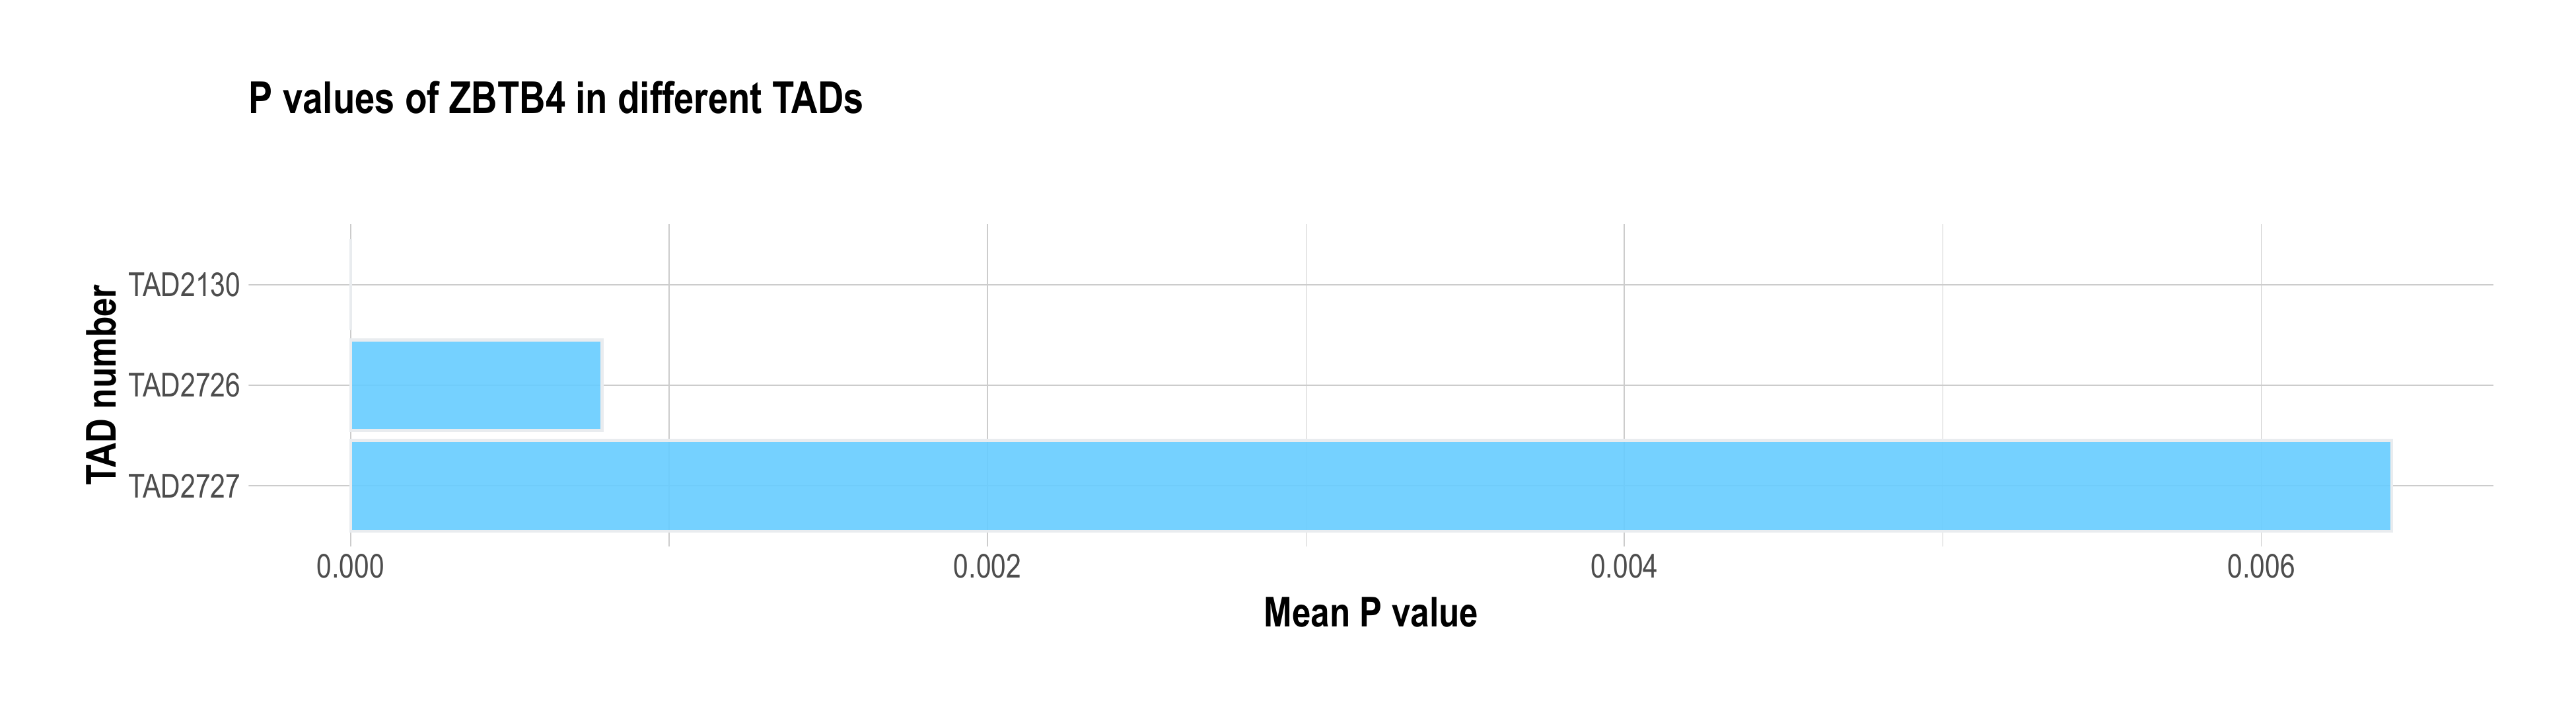 P values of ZBTB4 in different TADs
TAD number
TAD2130
TAD2726
TAD2727
0.000 0.002 0.004 0.006
Mean P value